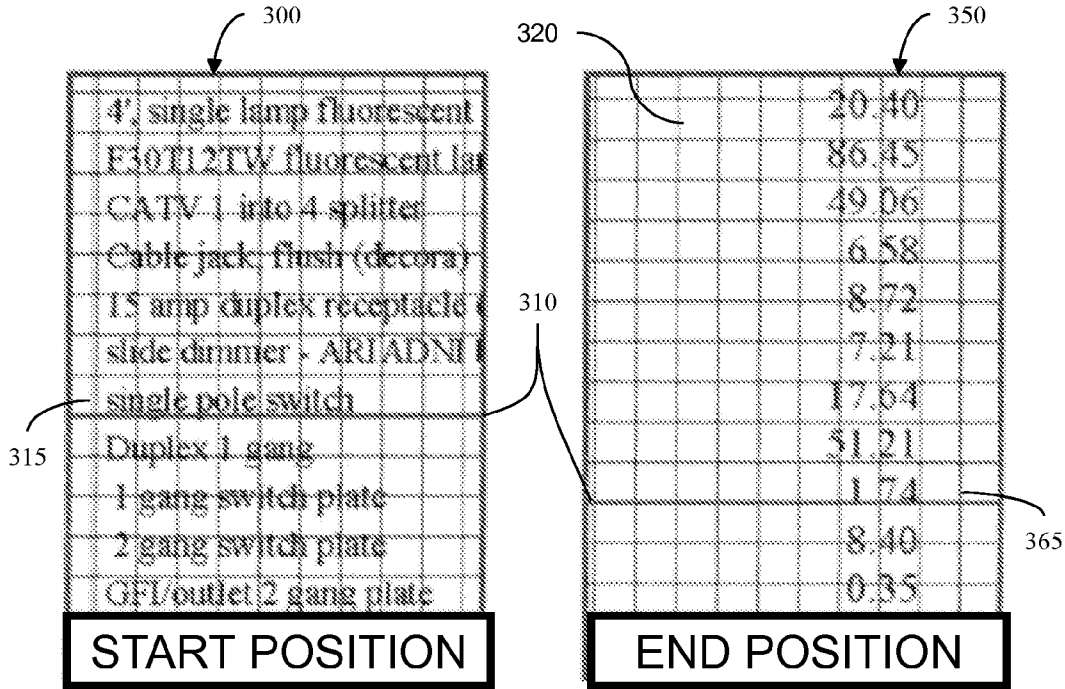 300
350
320
4', single lamp fluorescent
F30T12TW fluorescent
CATV 1 into 4 splitter
Cable jack, flush (decora)
15 amp duplex receptacle
slide dimmer - ARIADNI
single pole switch
Duplex 1 gang
1 gang switch plate
2 gang switch plate
GFI/outlet 2 gang plate
315
310
20.40
86.45
49.06
6.58
8.72
7.21
17.64
51.21
1.74
8.40
0.35
365
START POSITION
END POSITION